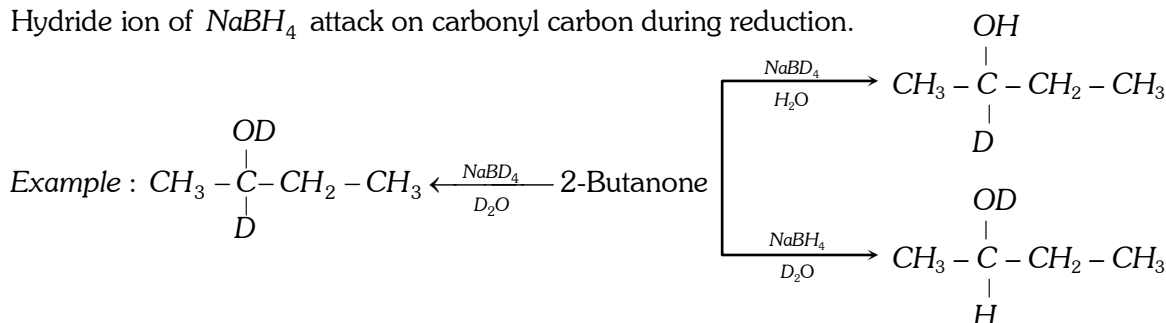 Hydride ion of NaBH₄ attack on carbonyl carbon during reduction.
OH
|
NaBD₄
H₂O
CH₃ – C – CH₂ – CH₃
|
D
OD
|
Example : CH₃ – C – CH₂ – CH₃ ← NaBD₄ 2-Butanone
D₂O
|
D
OD
|
NaBH₄
D₂O
CH₃ – C – CH₂ – CH₃
|
H